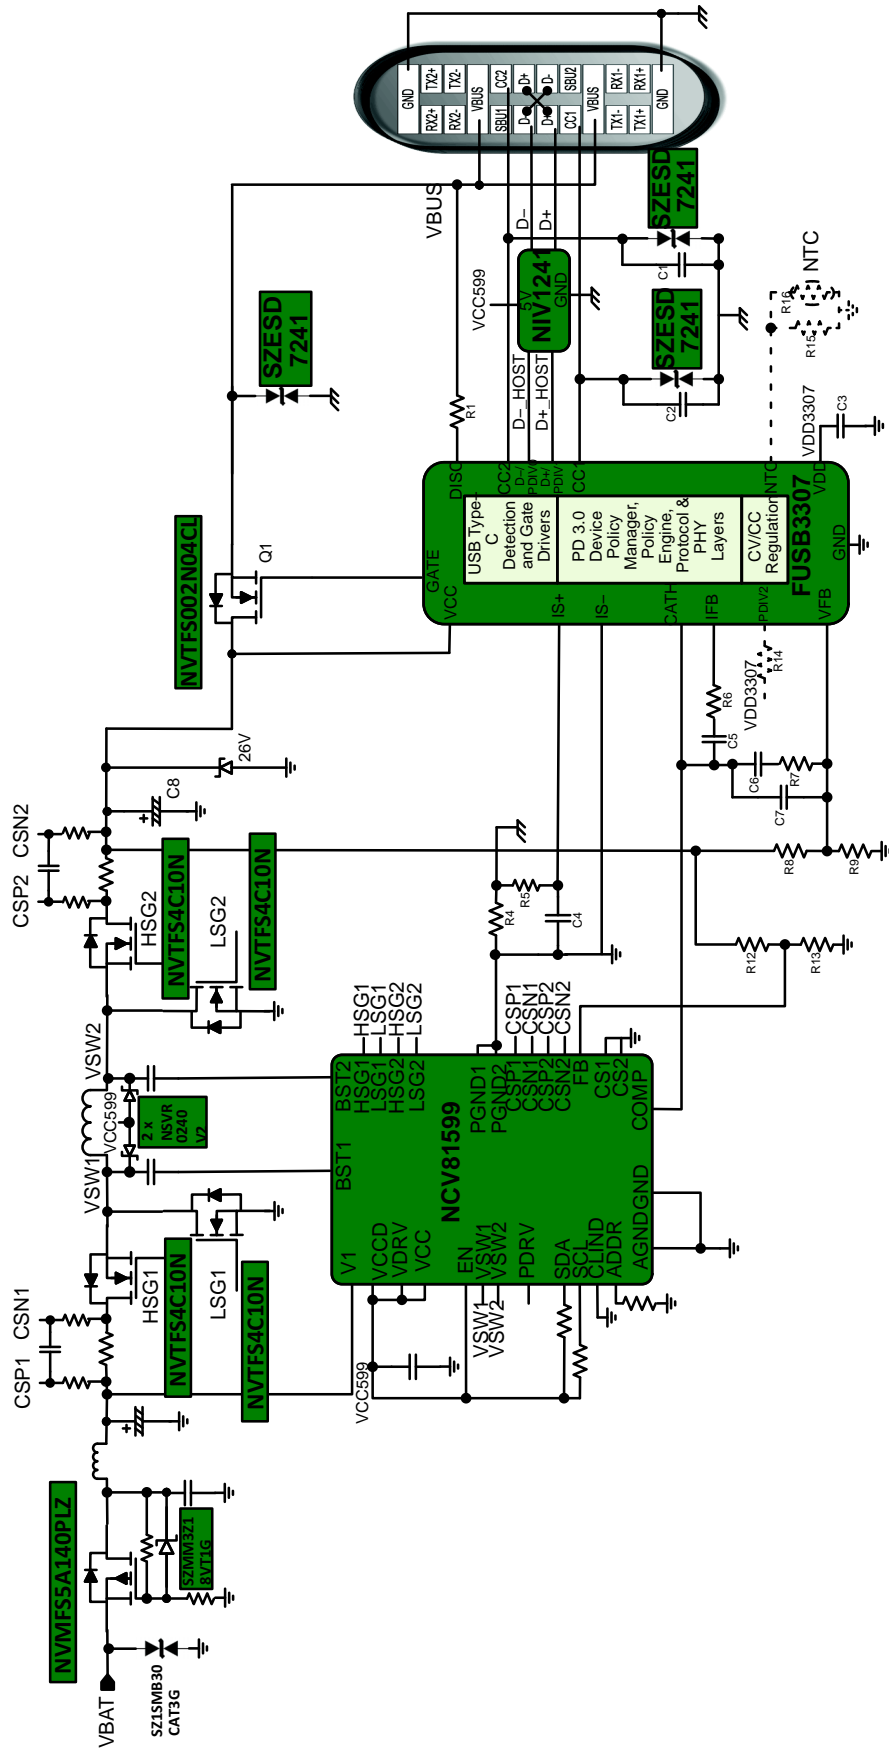 VBAT
SZ1SMB30
CAT3G
NVMFS5A140PLZ
SZMM3Z1
8VT1G
CSP1
CSN1
HSG1
NVTFS4C10N
LSG1
NVTFS4C10N
VSW1
VCC599
VSW2
2 x
NSVR
0240
V2
CSP2
CSN2
HSG2
NVTFS4C10N
LSG2
NVTFS4C10N
+
+
C8
26V
NVTFS002N04CL
Q1
SZESD
7241
VBUS
R1
VCC599
VCC599
NCV81599
V1
BST1
BST2
VCCD
VDRV
VCC
EN
VSW1
VSW2
VSW1
VSW2
PDRV
SDA
SCL
CLIND
ADDR
AGND
GND
COMP
HSG1
LSG1
HSG2
LSG2
HSG1
LSG1
HSG2
LSG2
PGND1
PGND2
CSP1
CSN1
CSP2
CSN2
CSP1
CSN1
CSP2
CSN2
FB
CS1
CS2
R4
R5
C4
R12
R13
R8
R9
C7
C6
R7
C5
R6
VDD3307
R14
FUSB3307
VCC
GATE
DISC
IS+
IS−
CATH
IFB
PDIV2
VFB
GND
VDD
NTC
CC2
D−/
PDIV0
D+/
PDIV1
CC1
USB Type−
C
Detection
and Gate
Drivers
PD 3.0
Device
Policy
Manager,
Policy
Engine,
Protocol &
PHY
Layers
CV/CC
Regulation
D−_HOST
D+_HOST
NIV1241
5V
GND
D−
D+
C2
SZESD
7241
C1
SZESD
7241
VDD3307
C3
R15
R16
NTC
GND
TX2+
TX2-
VBUS
CC2
D+
D-
SBU2
VBUS
RX1-
RX1+
GND
RX2+
RX2-
SBU1
D-
D+
CC1
TX1-
TX1+